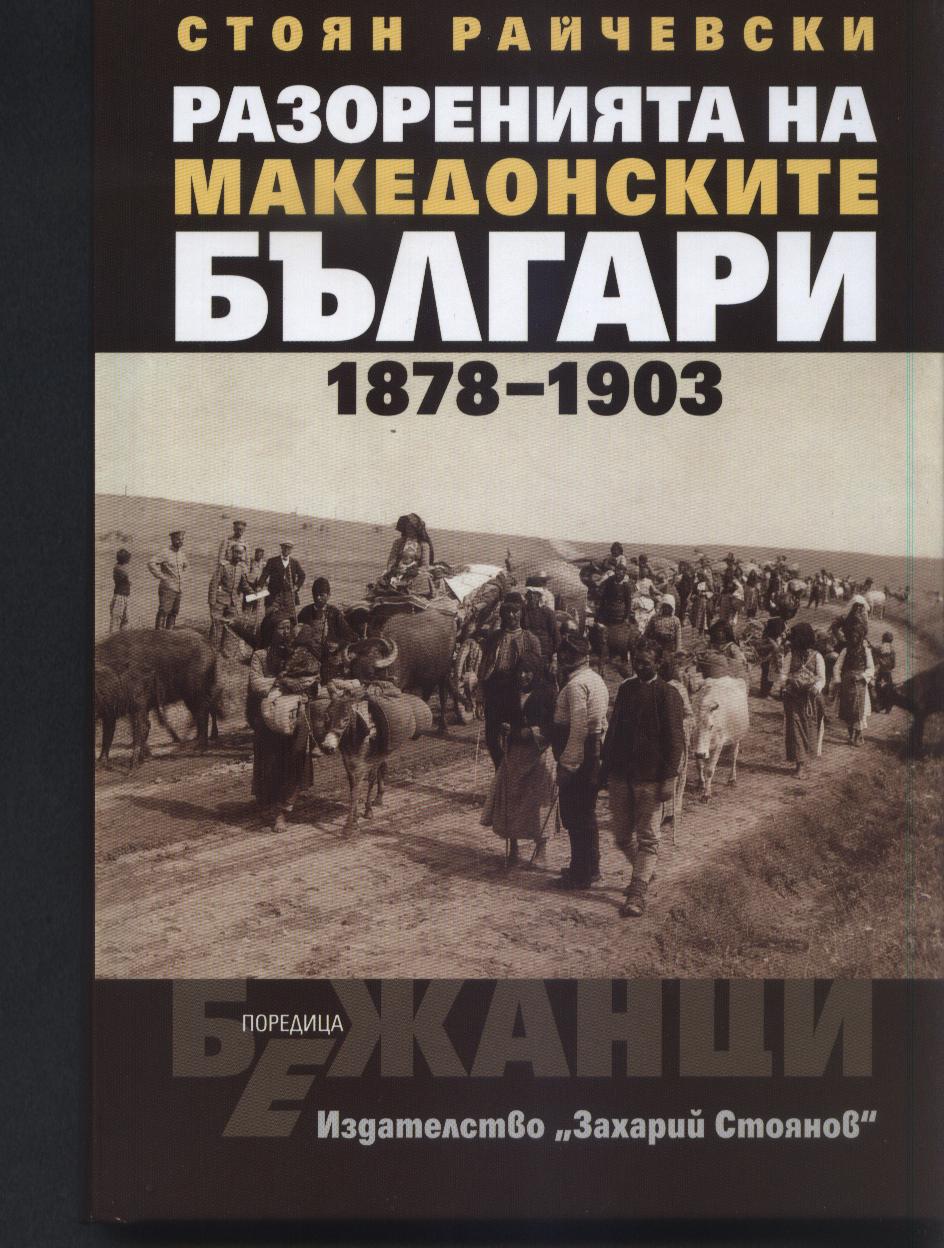 СТОЯН РАЙЧЕВСКИ
РАЗОРЕНИЯТА НА
МАКЕДОНСКИТЕ
БЪЛГАРИ
1878–1903
БЕЖАНЦИ
ПОРЕДИЦА
Издателство „Захарий Стоянов“